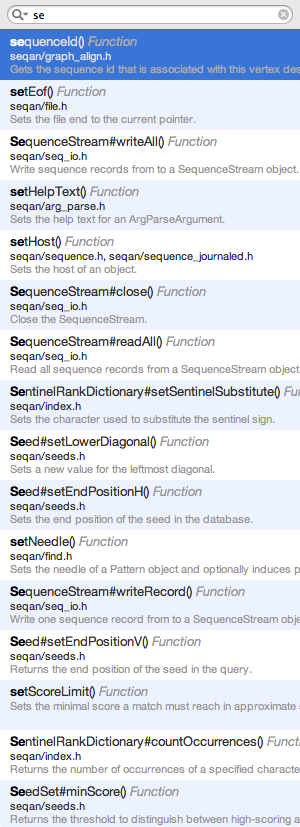 se
sequenceId() Function
seqan/graph_align.h
Gets the sequence id that is associated with this vertex des
setEof() Function
seqan/file.h
Sets the file end to the current pointer.
SequenceStream#writeAll() Function
seqan/seq_io.h
Write sequence records from to a SequenceStream object.
setHelpText() Function
seqan/arg_parse.h
Sets the help text for an ArgParseArgument.
setHost() Function
seqan/sequence.h, seqan/sequence_journaled.h
Sets the host of an object.
SequenceStream#close() Function
seqan/seq_io.h
Close the SequenceStream.
SequenceStream#readAll() Function
seqan/seq_io.h
Read all sequence records from a SequenceStream object
SentinelRankDictionary#setSentinelSubstitute() Function
seqan/index.h
Sets the character used to substitute the sentinel sign.
Seed#setLowerDiagonal() Function
seqan/seeds.h
Sets a new value for the leftmost diagonal.
Seed#setEndPositionH() Function
seqan/seeds.h
Sets the end position of the seed in the database.
setNeedle() Function
seqan/find.h
Sets the needle of a Pattern object and optionally induces p
SequenceStream#writeRecord() Function
seqan/seq_io.h
Write one sequence record from to a SequenceStream obje
Seed#setEndPositionV() Function
seqan/seeds.h
Returns the end position of the seed in the query.
setScoreLimit() Function
Sets the minimal score a match must reach in approximate
SentinelRankDictionary#countOccurrences() Functi
seqan/index.h
Returns the number of occurrences of a specified characte
SeedSet#minScore() Function
seqan/seeds.h
Returns the threshold to distinguish between high-scoring a